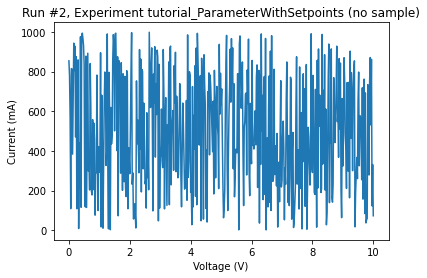 Run #2, Experiment tutorial_ParameterWithSetpoints (no sample)
1000
800
600
400
200
0
Current (mA)
0 2 4 6 8 10
Voltage (V)